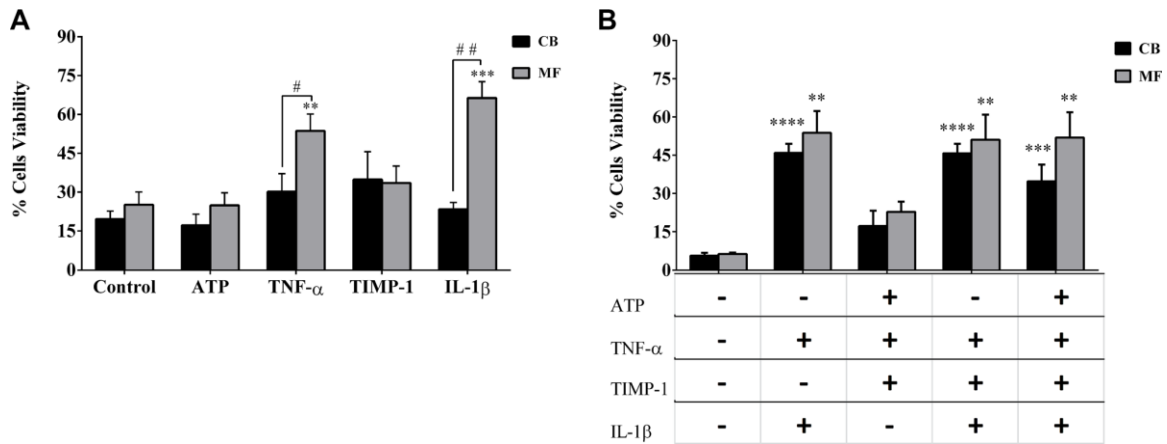 A
% Cells Viability
90
75
60
45
30
15
0
#
**
# #
***
CB
MF
Control ATP TNF-α TIMP-1 IL-1β
B
% Cells Viability
90
75
60
45
30
15
0
**** ** **** ** *** **
CB
MF
ATP - - + - +
TNF-α - + + + +
TIMP-1 - - + + +
IL-1β - + - + +